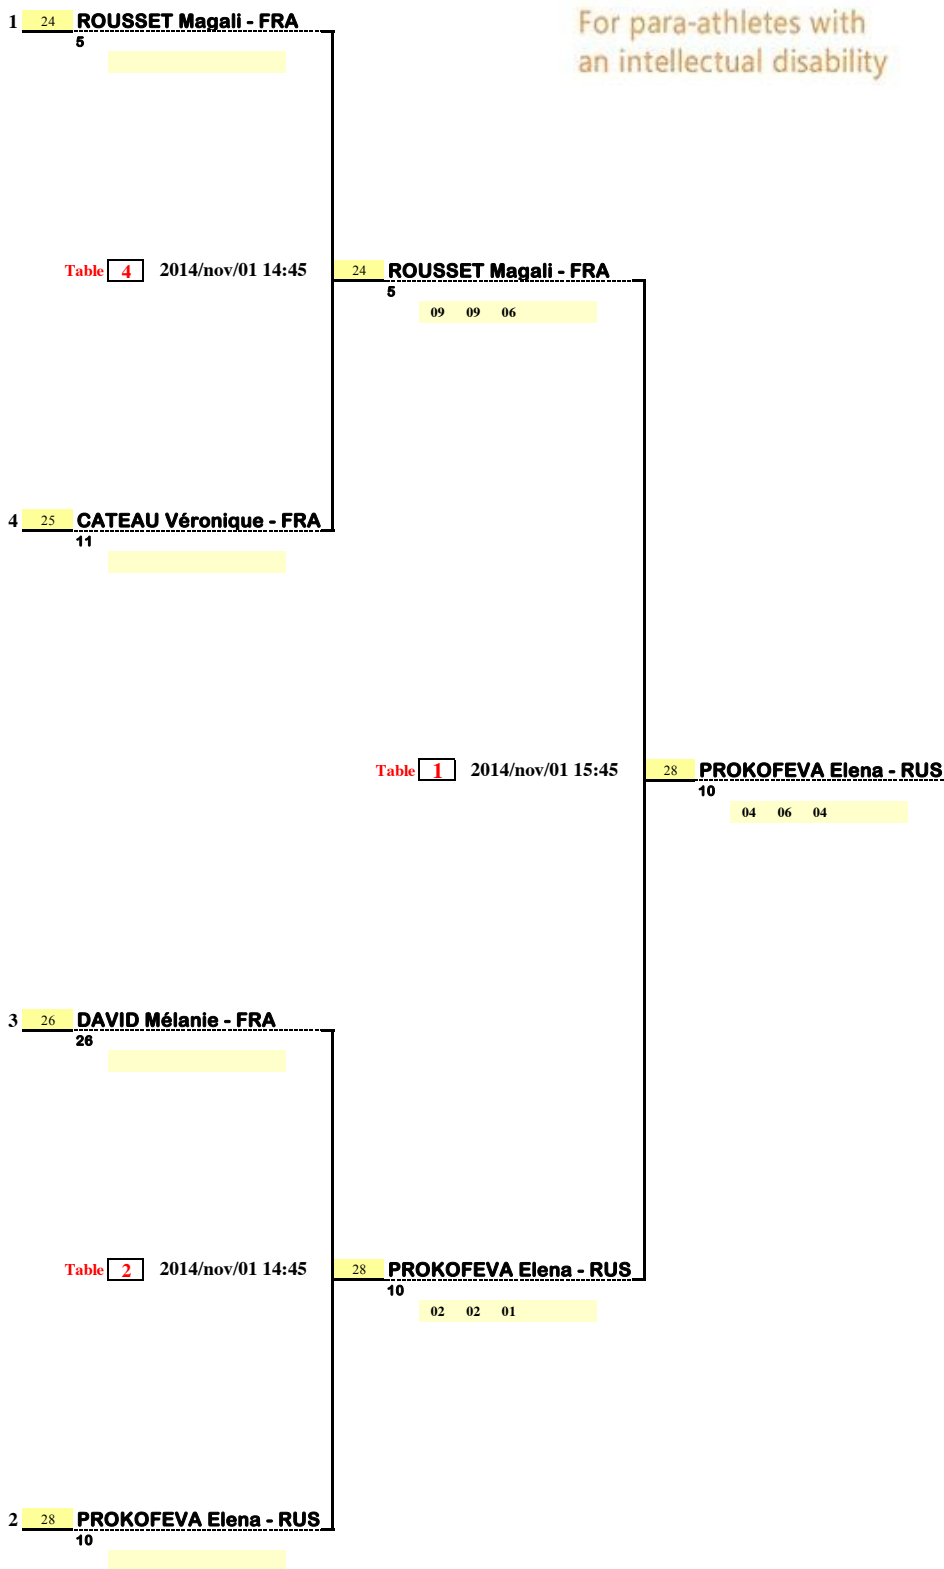 For para-athletes with
an intellectual disability
1 24 ROUSSET Magali - FRA
5
Table 4 2014/nov/01 14:45 24 ROUSSET Magali - FRA
5
09 09 06
4 25 CATEAU Véronique - FRA
11
Table 1 2014/nov/01 15:45 28 PROKOFEVA Elena - RUS
10
04 06 04
3 26 DAVID Mélanie - FRA
26
Table 2 2014/nov/01 14:45 28 PROKOFEVA Elena - RUS
10
02 02 01
2 28 PROKOFEVA Elena - RUS
10